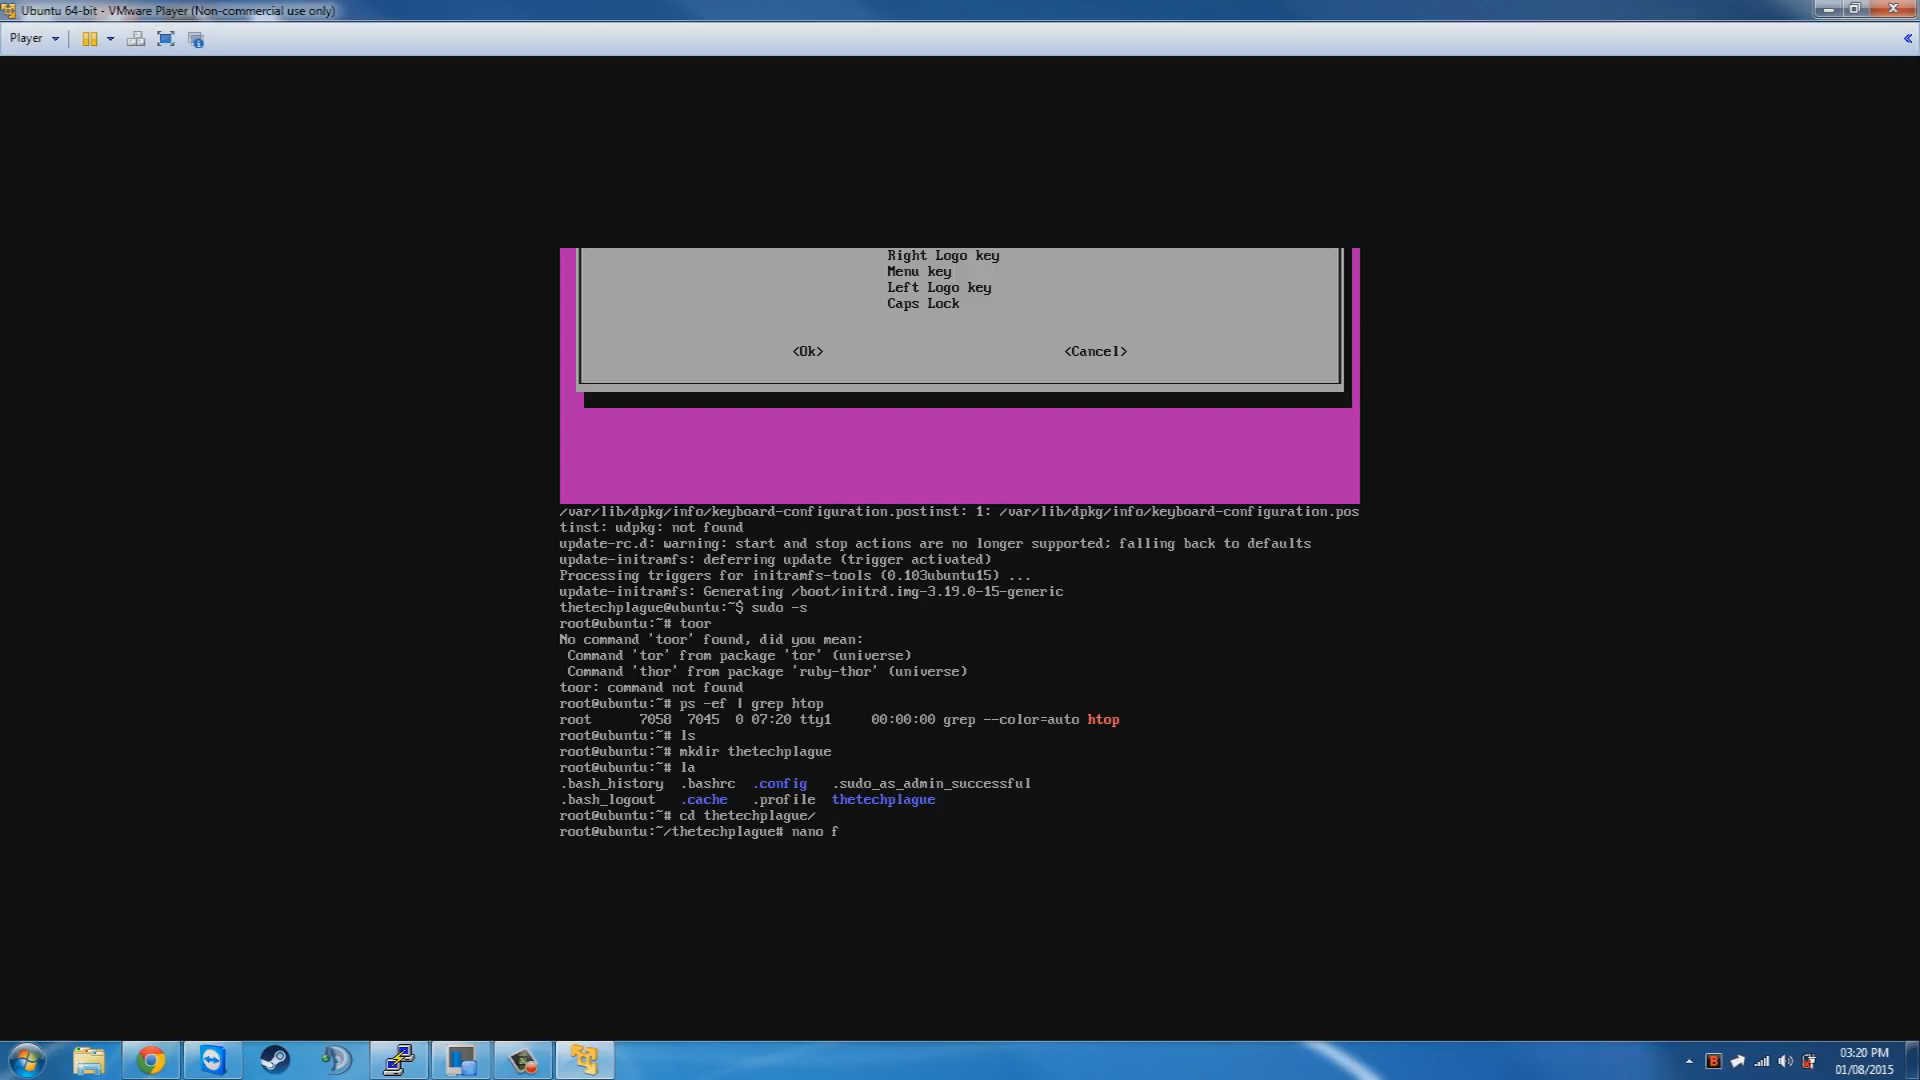 Ubuntu 64-bit - VMware Player (Non-commercial use only)
Player
Right Logo key
Menu key
Left Logo key
Caps Lock
<Ok> <Cancel>
/var/lib/dpkg/info/keyboard-configuration.postinst: 1: /var/lib/dpkg/info/keyboard-configuration.pos
tinst: udpkg: not found
update-rc.d: warning: start and stop actions are no longer supported; falling back to defaults
update-initramfs: deferring update (trigger activated)
Processing triggers for initramfs-tools (0.103ubuntu15) ...
update-initramfs: Generating /boot/initrd.img-3.19.0-15-generic
thetechplague@ubuntu:~$ sudo -s
root@ubuntu:~# toor
No command 'toor' found, did you mean:
 Command 'tor' from package 'tor' (universe)
 Command 'thor' from package 'ruby-thor' (universe)
toor: command not found
root@ubuntu:~# ps -ef | grep htop
root      7058  7045  0 07:20 tty1     00:00:00 grep --color=auto htop
root@ubuntu:~# ls
root@ubuntu:~# mkdir thetechplague
root@ubuntu:~# la
.bash_history  .bashrc  .config   .sudo_as_admin_successful
.bash_logout   .cache   .profile  thetechplague
root@ubuntu:~# cd thetechplague/
root@ubuntu:~/thetechplague# nano f
B
03:20 PM
01/08/2015